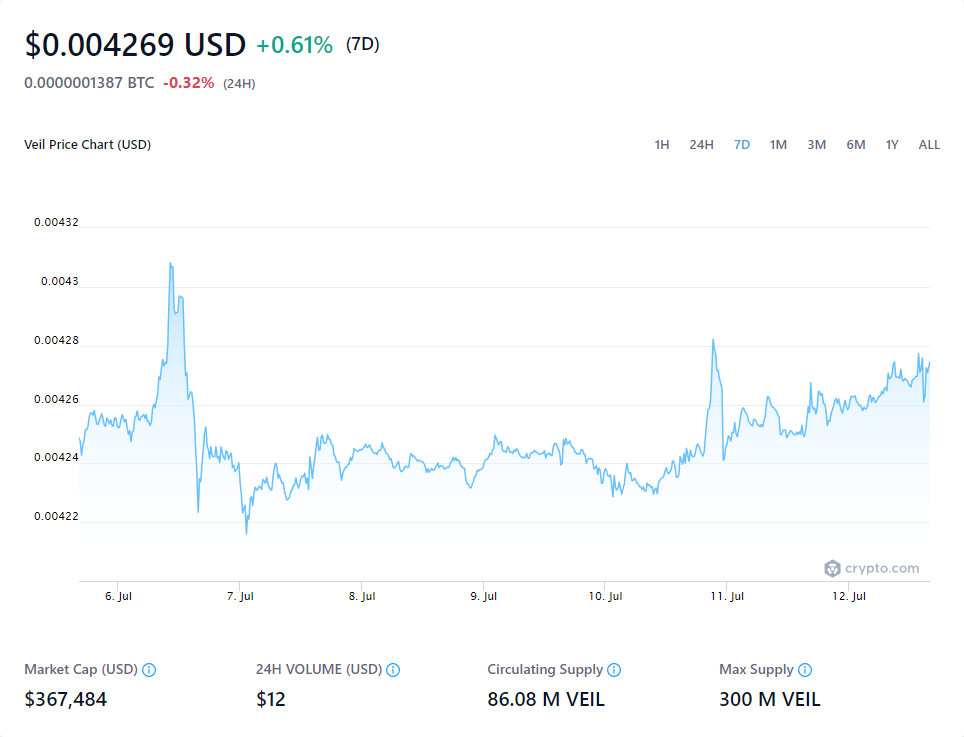 $0.004269 USD +0.61% (7D)
0.0000001387 BTC -0.32% (24H)
Veil Price Chart (USD) 1H 24H 7D 1M 3M 6M 1Y ALL
0.00432
0.0043
0.00428
0.00426
0.00424
0.00422
crypto.com
6. Jul 7. Jul 8. Jul 9. Jul 10. Jul 11. Jul 12. Jul
Market Cap (USD) 24H VOLUME (USD) Circulating Supply Max Supply
$367,484 $12 86.08 M VEIL 300 M VEIL